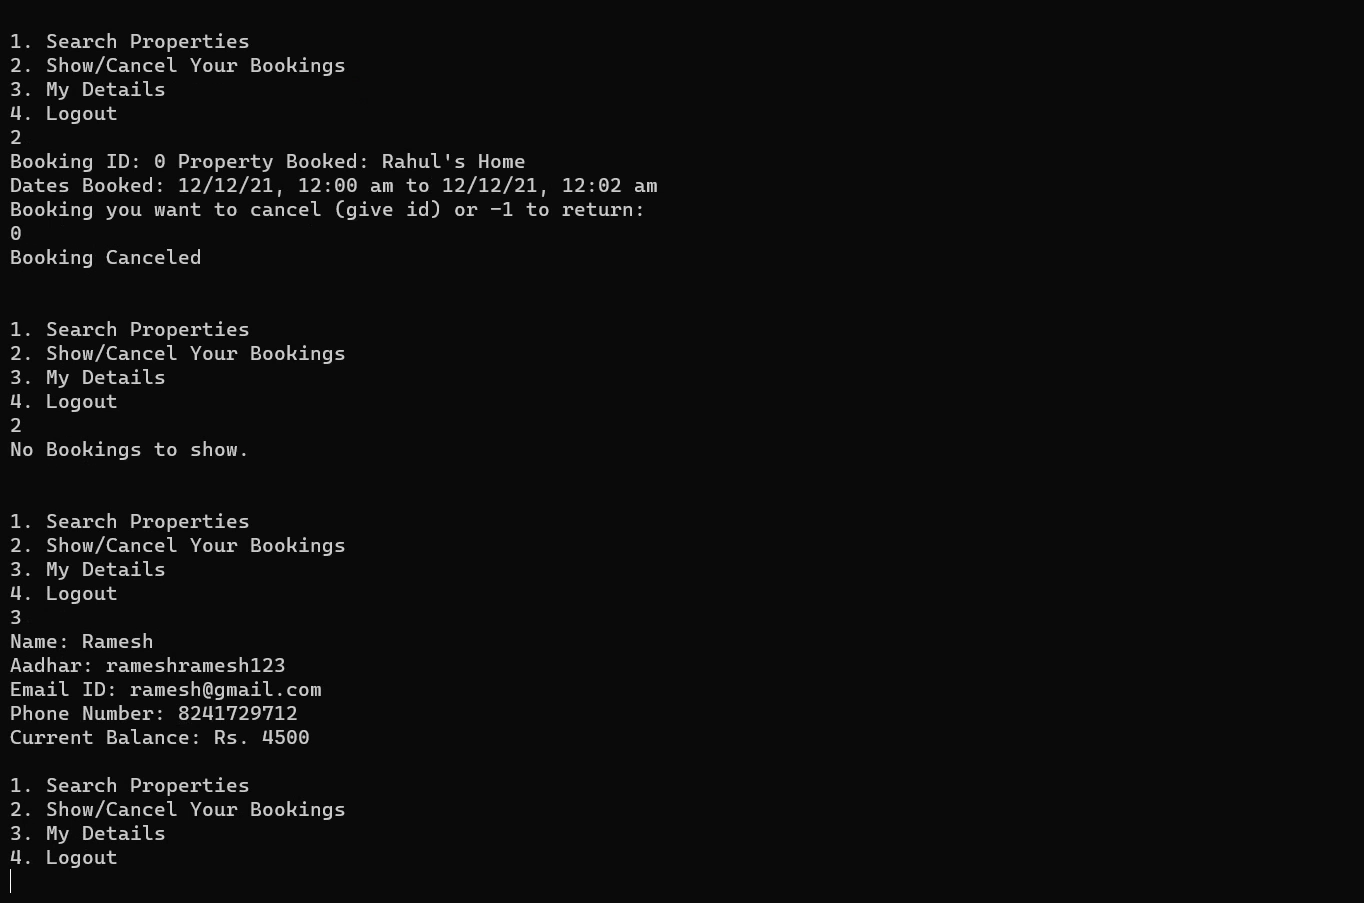 1. Search Properties
2. Show/Cancel Your Bookings
3. My Details
4. Logout
2
Booking ID: 0 Property Booked: Rahul's Home
Dates Booked: 12/12/21, 12:00 am to 12/12/21, 12:02 am
Booking you want to cancel (give id) or -1 to return:
0
Booking Canceled
1. Search Properties
2. Show/Cancel Your Bookings
3. My Details
4. Logout
2
No Bookings to show.
1. Search Properties
2. Show/Cancel Your Bookings
3. My Details
4. Logout
3
Name: Ramesh
Aadhar: rameshramesh123
Email ID: ramesh@gmail.com
Phone Number: 8241729712
Current Balance: Rs. 4500
1. Search Properties
2. Show/Cancel Your Bookings
3. My Details
4. Logout